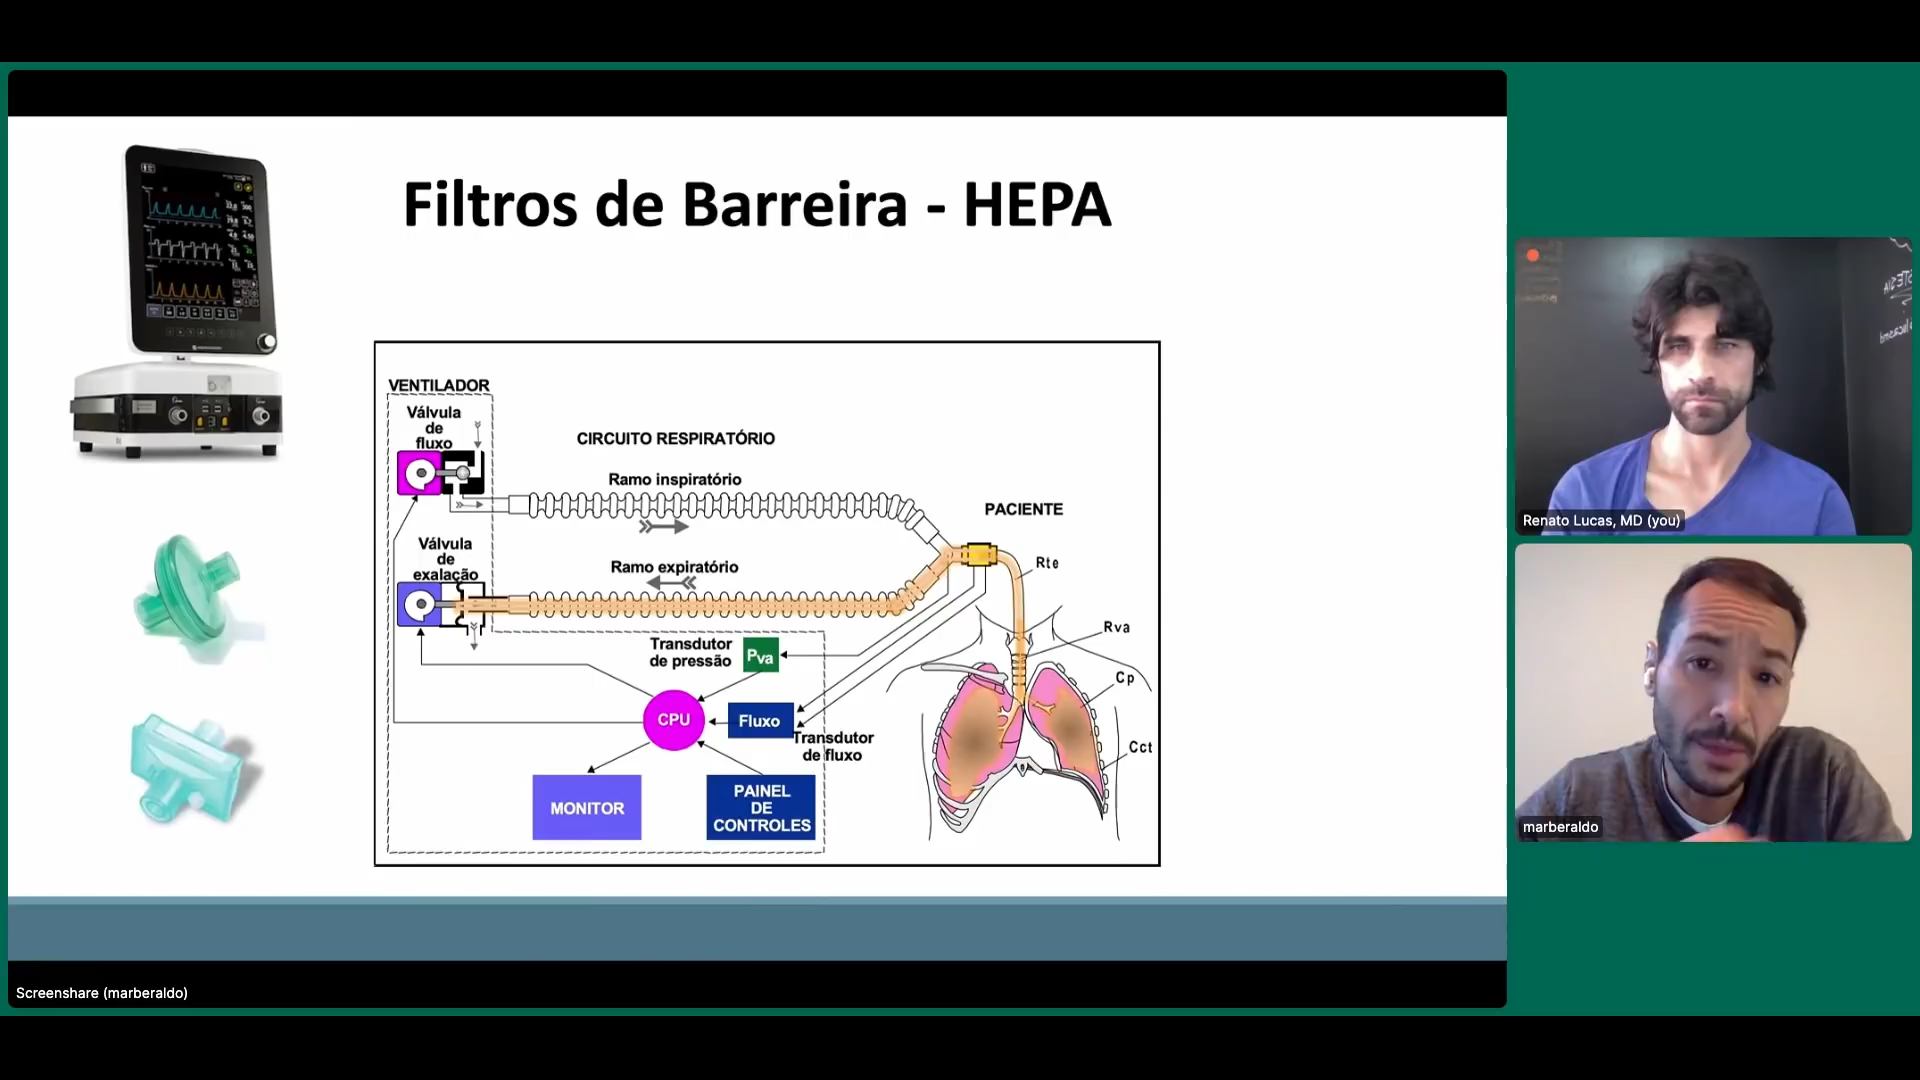 Filtros de Barreira - HEPA
VENTILADOR
Válvula
de
fluxo
CIRCUITO RESPIRATÓRIO
Ramo inspiratório
PACIENTE
Válvula
de
exalação
Ramo expiratório
Rte
Rva
Transdutor
de pressão
Pva
Cp
CPU
Fluxo
Transdutor
de fluxo
Cct
MONITOR
PAINEL
DE
CONTROLES
Renato Lucas, MD (you)
marberaldo
Screenshare (marberaldo)